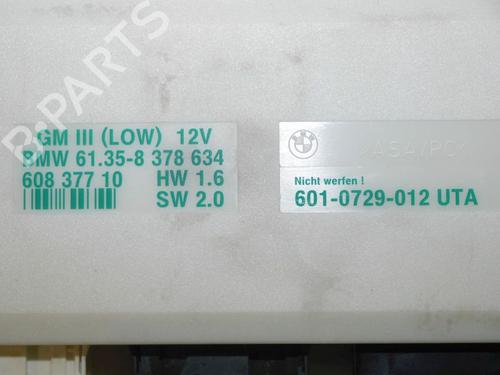 GM III (LOW) 12V
BMW 61.35-8 378 634
608 377 10 HW 1.6
SW 2.0
Nicht werfen !
601-0729-012 UTA